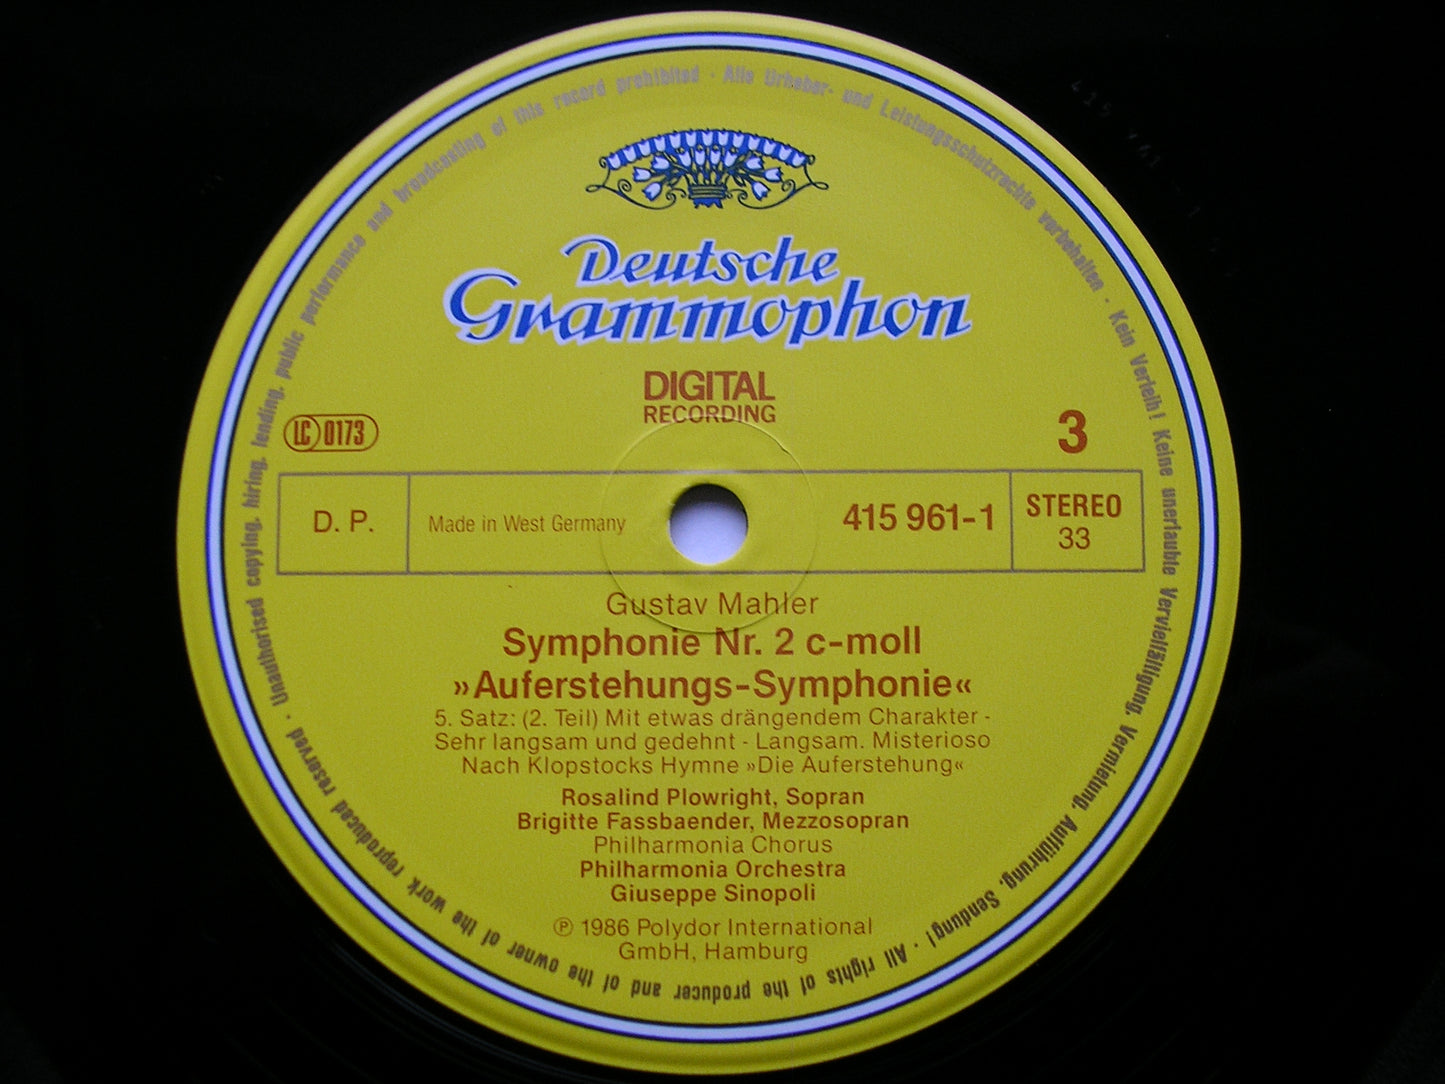 Alle Urheber- und Leistungsschutzrechte vorbehalten · Kein Verleih! Keine unerlaubte Vervielfältigung, Vermietung, Aufführung, Sendung! · All rights of the producer and of the owner of the work reproduced reserved · Unauthorised copying, hiring, lending, public performance and broadcasting of this record prohibited ·
Deutsche
Grammophon
DIGITAL
RECORDING
LC 0173
3
D. P.
Made in West Germany
415 961-1
STEREO
33
Gustav Mahler
Symphonie Nr. 2 c-moll
»Auferstehungs-Symphonie«
5. Satz: (2. Teil) Mit etwas drängendem Charakter -
Sehr langsam und gedehnt - Langsam. Misterioso
Nach Klopstocks Hymne »Die Auferstehung«
Rosalind Plowright, Sopran
Brigitte Fassbaender, Mezzosopran
Philharmonia Chorus
Philharmonia Orchestra
Giuseppe Sinopoli
℗ 1986 Polydor International
GmbH, Hamburg